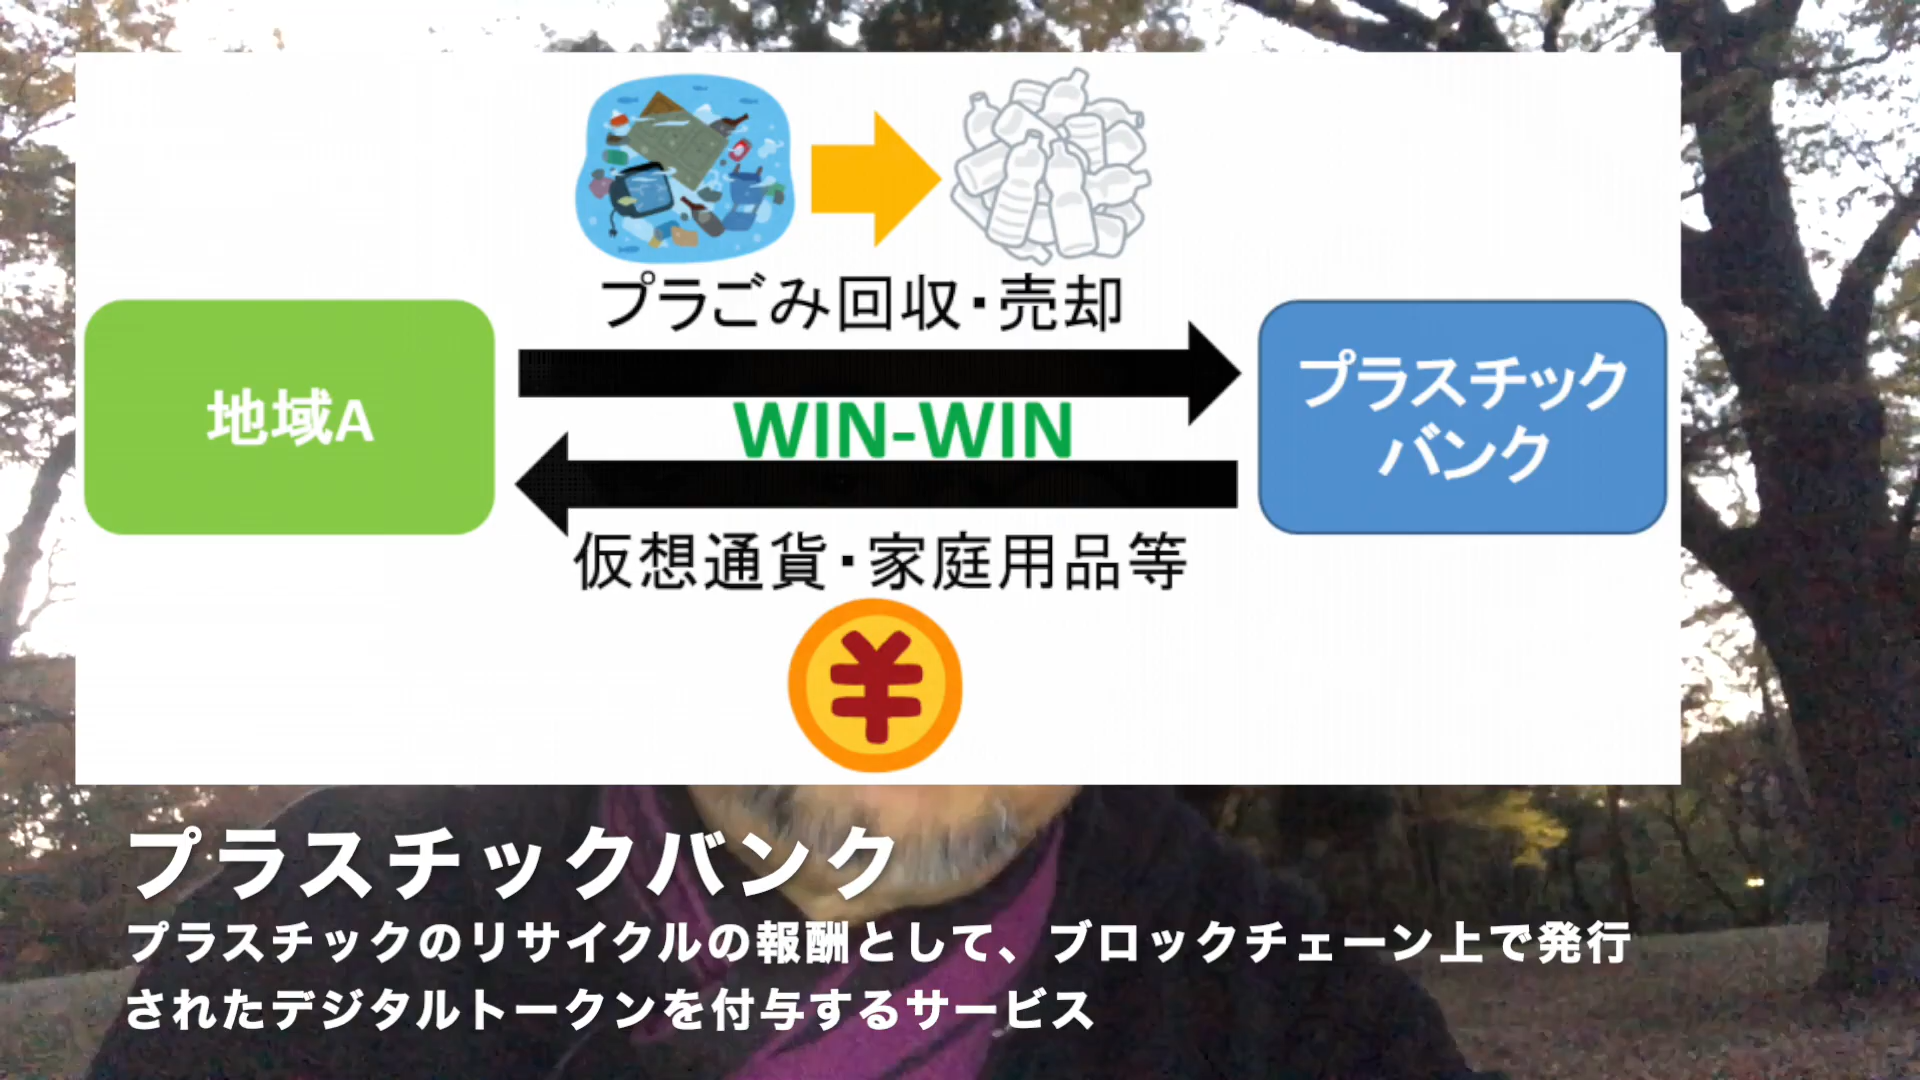 プラごみ回収・売却
地域A
WIN-WIN
プラスチック
バンク
仮想通貨・家庭用品等
¥
プラスチックバンク
プラスチックのリサイクルの報酬として、ブロックチェーン上で発行
されたデジタルトークンを付与するサービス